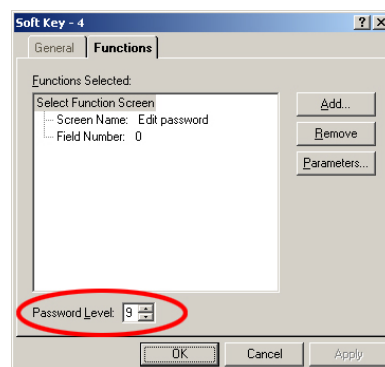 Soft Key - 4
General Functions
Functions Selected:
Select Function Screen
Screen Name: Edit password
Field Number: 0
Add...
Remove
Parameters...
Password Level: 9
OK Cancel Apply